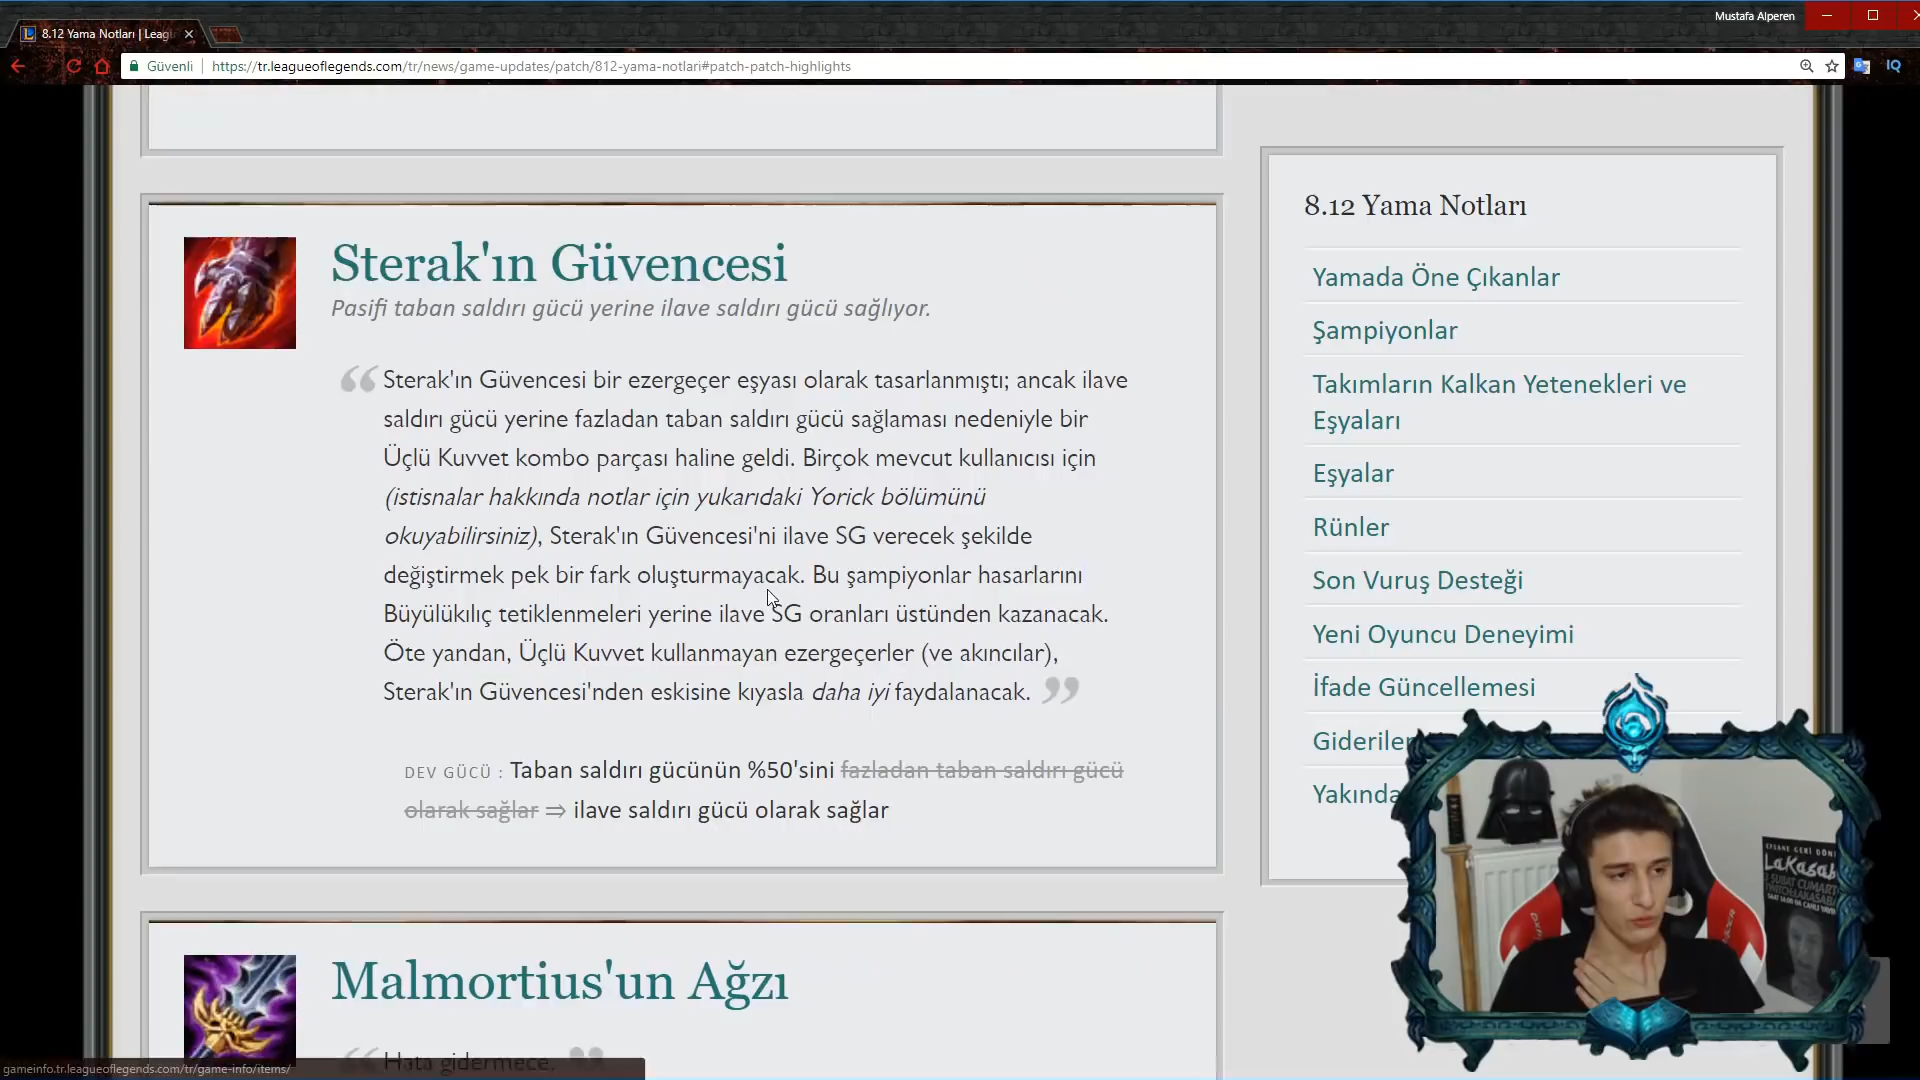 Mustafa Alperen
8.12 Yama Notları | Leag
Güvenli | https://tr.leagueoflegends.com/tr/news/game-updates/patch/812-yama-notlari#patch-patch-highlights
IQ
Sterak'ın Güvencesi
Pasifi taban saldırı gücü yerine ilave saldırı gücü sağlıyor.
“ Sterak'ın Güvencesi bir ezergeçer eşyası olarak tasarlanmıştı; ancak ilave
saldırı gücü yerine fazladan taban saldırı gücü sağlaması nedeniyle bir
Üçlü Kuvvet kombo parçası haline geldi. Birçok mevcut kullanıcısı için
(istisnalar hakkında notlar için yukarıdaki Yorick bölümünü
okuyabilirsiniz), Sterak'ın Güvencesi'ni ilave SG verecek şekilde
değiştirmek pek bir fark oluşturmayacak. Bu şampiyonlar hasarlarını
Büyülükılıç tetiklenmeleri yerine ilave SG oranları üstünden kazanacak.
Öte yandan, Üçlü Kuvvet kullanmayan ezergeçerler (ve akıncılar),
Sterak'ın Güvencesi'nden eskisine kıyasla daha iyi faydalanacak. ”
DEV GÜCÜ : Taban saldırı gücünün %50'sini fazladan taban saldırı gücü
olarak sağlar ⇒ ilave saldırı gücü olarak sağlar
Malmortius'un Ağzı
“ Hata gidermece. ”
gameinfo.tr.leagueoflegends.com/tr/game-info/items/
8.12 Yama Notları
Yamada Öne Çıkanlar
Şampiyonlar
Takımların Kalkan Yetenekleri ve
Eşyaları
Eşyalar
Rünler
Son Vuruş Desteği
Yeni Oyuncu Deneyimi
İfade Güncellemesi
Giderilen
Yakında
EFSANE GERİ DÖN
LaKasab